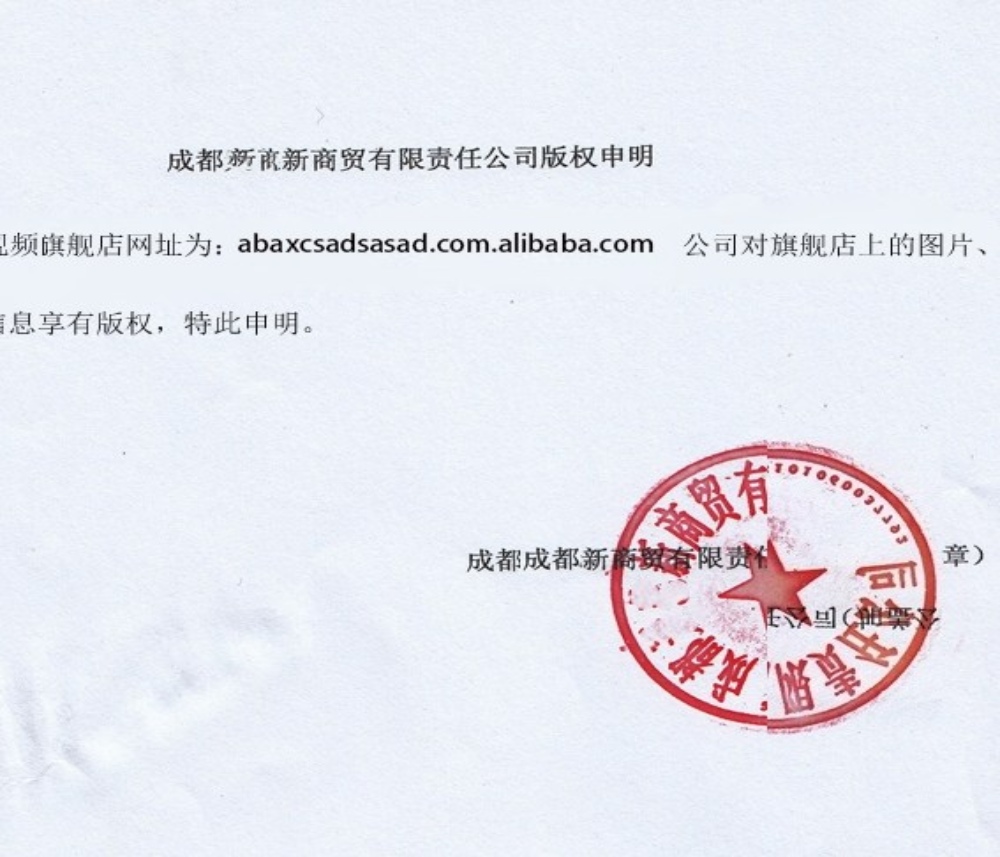 成都新商新商贸有限责任公司版权申明
视频旗舰店网址为：abaxcsadsasad.com.alibaba.com 公司对旗舰店上的图片、
信息享有版权，特此申明。
成都 新商贸有
成都成都新商贸有限责任 章）